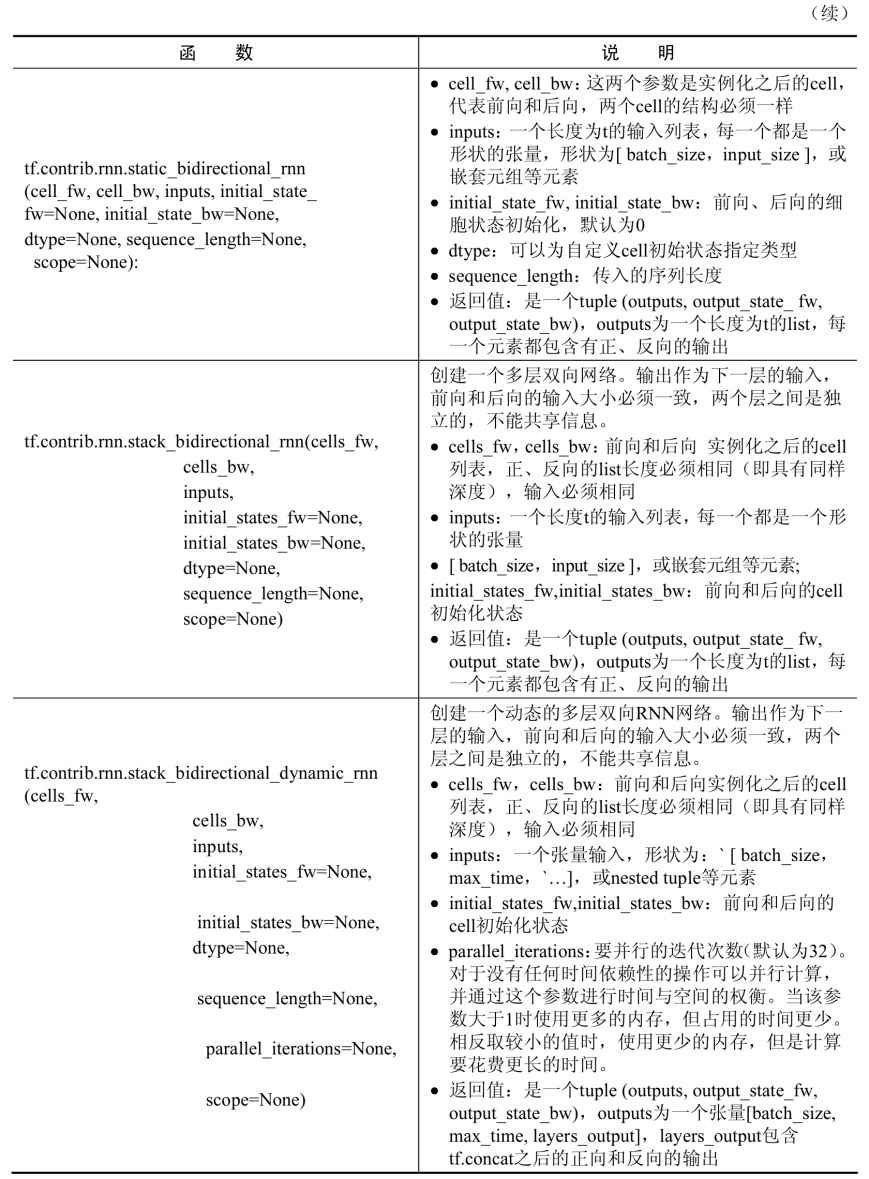 （续）
函 数
说 明
tf.contrib.rnn.static_bidirectional_rnn
(cell_fw, cell_bw, inputs, initial_state_
fw=None, initial_state_bw=None,
dtype=None, sequence_length=None,
scope=None):
● cell_fw, cell_bw：这两个参数是实例化之后的cell，
代表前向和后向，两个cell的结构必须一样
● inputs：一个长度为t的输入列表，每一个都是一个
形状的张量，形状为[ batch_size，input_size ]，或
嵌套元组等元素
● initial_state_fw, initial_state_bw：前向、后向的细
胞状态初始化，默认为0
● dtype：可以为自定义cell初始状态指定类型
● sequence_length：传入的序列长度
● 返回值：是一个tuple (outputs, output_state_ fw,
output_state_bw)，outputs为一个长度为t的list，每
一个元素都包含有正、反向的输出
tf.contrib.rnn.stack_bidirectional_rnn(cells_fw,
cells_bw,
inputs,
initial_states_fw=None,
initial_states_bw=None,
dtype=None,
sequence_length=None,
scope=None)
创建一个多层双向网络。输出作为下一层的输入，
前向和后向的输入大小必须一致，两个层之间是独
立的，不能共享信息。
● cells_fw，cells_bw：前向和后向 实例化之后的cell
列表，正、反向的list长度必须相同（即具有同样
深度），输入必须相同
● inputs：一个长度t的输入列表，每一个都是一个形
状的张量
● [ batch_size，input_size ]，或嵌套元组等元素;
initial_states_fw,initial_states_bw：前向和后向的cell
初始化状态
● 返回值：是一个tuple (outputs, output_state_ fw,
output_state_bw)，outputs为一个长度为t的list，每
一个元素都包含有正、反向的输出
tf.contrib.rnn.stack_bidirectional_dynamic_rnn
(cells_fw,
cells_bw,
inputs,
initial_states_fw=None,
initial_states_bw=None,
dtype=None,
sequence_length=None,
parallel_iterations=None,
scope=None)
创建一个动态的多层双向RNN网络。输出作为下一
层的输入，前向和后向的输入大小必须一致，两个
层之间是独立的，不能共享信息。
● cells_fw，cells_bw：前向和后向实例化之后的cell
列表，正、反向的list长度必须相同（即具有同样
深度），输入必须相同
● inputs：一个张量输入，形状为：` [ batch_size，
max_time，`…]，或nested tuple等元素
● initial_states_fw,initial_states_bw：前向和后向的
cell初始化状态
● parallel_iterations：要并行的迭代次数（默认为32）。
对于没有任何时间依赖性的操作可以并行计算，
并通过这个参数进行时间与空间的权衡。当该参
数大于1时使用更多的内存，但占用的时间更少。
相反取较小的值时，使用更少的内存，但是计算
要花费更长的时间。
● 返回值：是一个tuple (outputs, output_state_fw,
output_state_bw)，outputs为一个张量[batch_size,
max_time, layers_output]，layers_output包含
tf.concat之后的正向和反向的输出